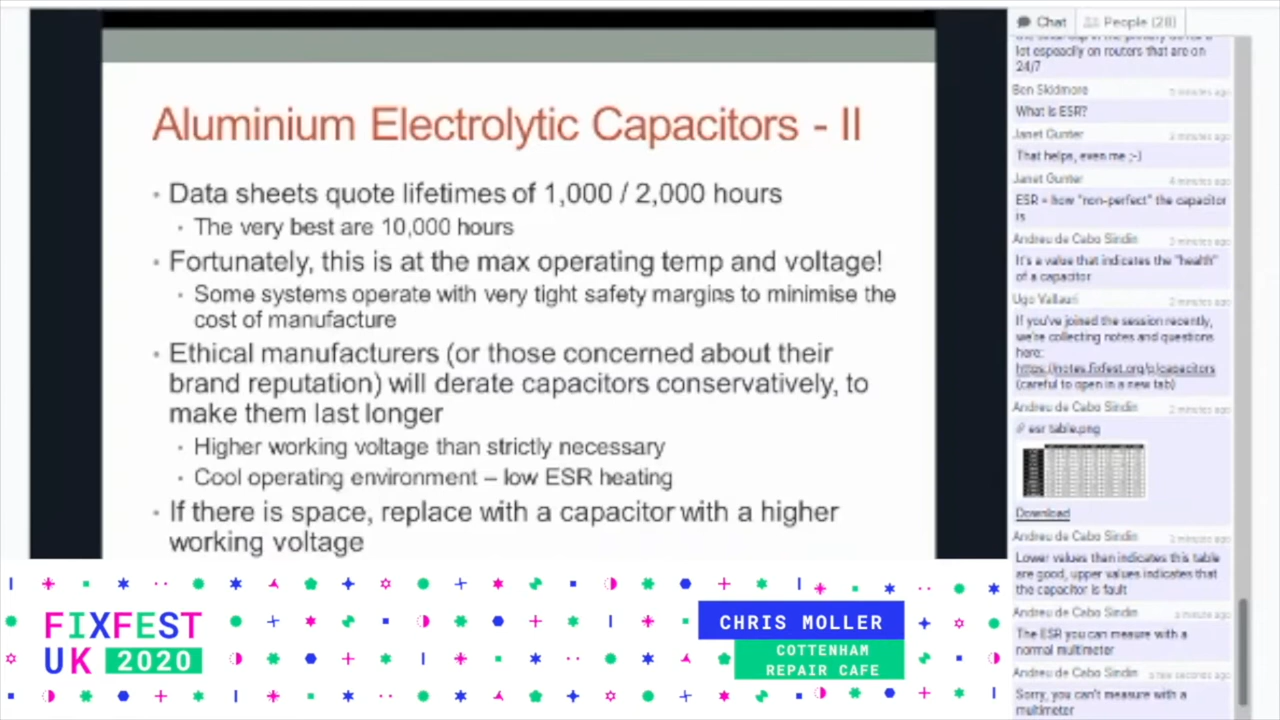 Aluminium Electrolytic Capacitors - II
• Data sheets quote lifetimes of 1,000 / 2,000 hours
• The very best are 10,000 hours
• Fortunately, this is at the max operating temp and voltage!
• Some systems operate with very tight safety margins to minimise the
cost of manufacture
• Ethical manufacturers (or those concerned about their
brand reputation) will derate capacitors conservatively, to
make them last longer
• Higher working voltage than strictly necessary
• Cool operating environment – low ESR heating
• If there is space, replace with a capacitor with a higher
working voltage
FIXFEST
UK 2020
CHRIS MOLLER
COTTENHAM
REPAIR CAFE
Chat
People (28)
lot espeacilly on routers that are on
24/7
Ben Skidmore
What is ESR?
Janet Gunter
That helps, even me ;-)
Janet Gunter
ESR = how "non-perfect" the capacitor
is
Andreu de Cabo Sindin
It's a value that indicates the "health"
of a capacitor
Ugo Vallauri
If you've joined the session recently,
we're collecting notes and questions
here:
https://notes.fixfest.org/p/capacitors
(careful to open in a new tab)
Andreu de Cabo Sindin
esr table.png
Download
Andreu de Cabo Sindin
Lower values than indicates this table
are good, upper values indicates that
the capacitor is fault
Andreu de Cabo Sindin
The ESR you can measure with a
normal multimeter
Andreu de Cabo Sindin
a few seconds ago
Sorry, you can't measure with a
multimeter